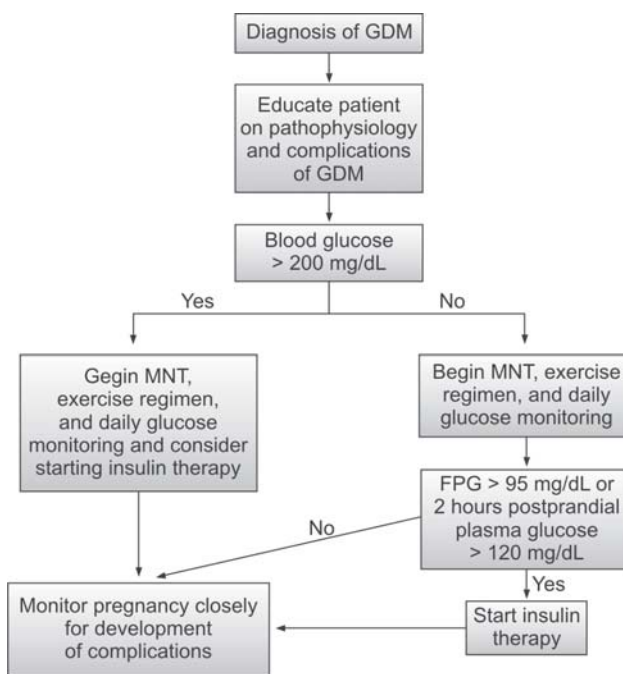 Diagnosis of GDM
Educate patient
on pathophysiology
and complications
of GDM
Blood glucose
> 200 mg/dL
Yes
No
Gegin MNT,
exercise regimen,
and daily glucose
monitoring and consider
starting insulin therapy
Begin MNT, exercise
regimen, and daily
glucose monitoring
FPG > 95 mg/dL or
2 hours postprandial
plasma glucose
> 120 mg/dL
No
Yes
Monitor pregnancy closely
for development
of complications
Start insulin
therapy